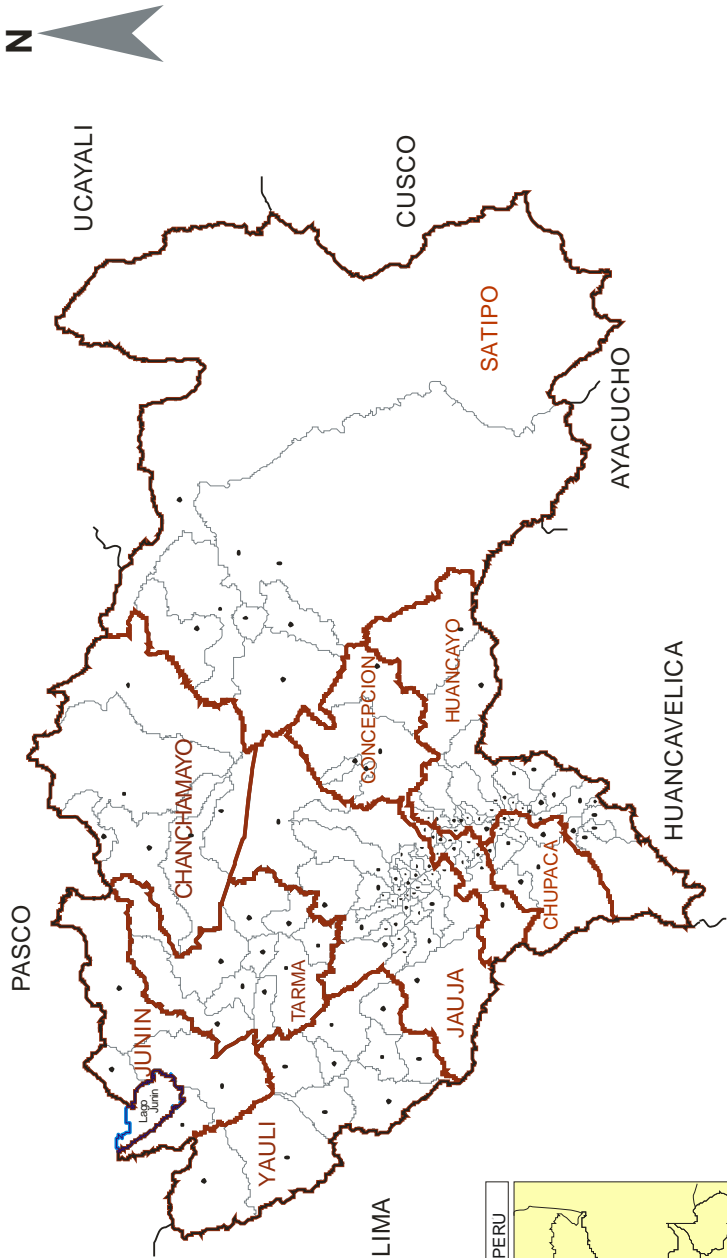 N
UCAYALI
CUSCO
PASCO
SATIPO
AYACUCHO
CHANCHAMAYO
CONCEPCION
HUANCAYO
HUANCAVELICA
JUNIN
TARMA
CHUPACA
JAUJA
Lago
Junin
YAULI
LIMA
PERU